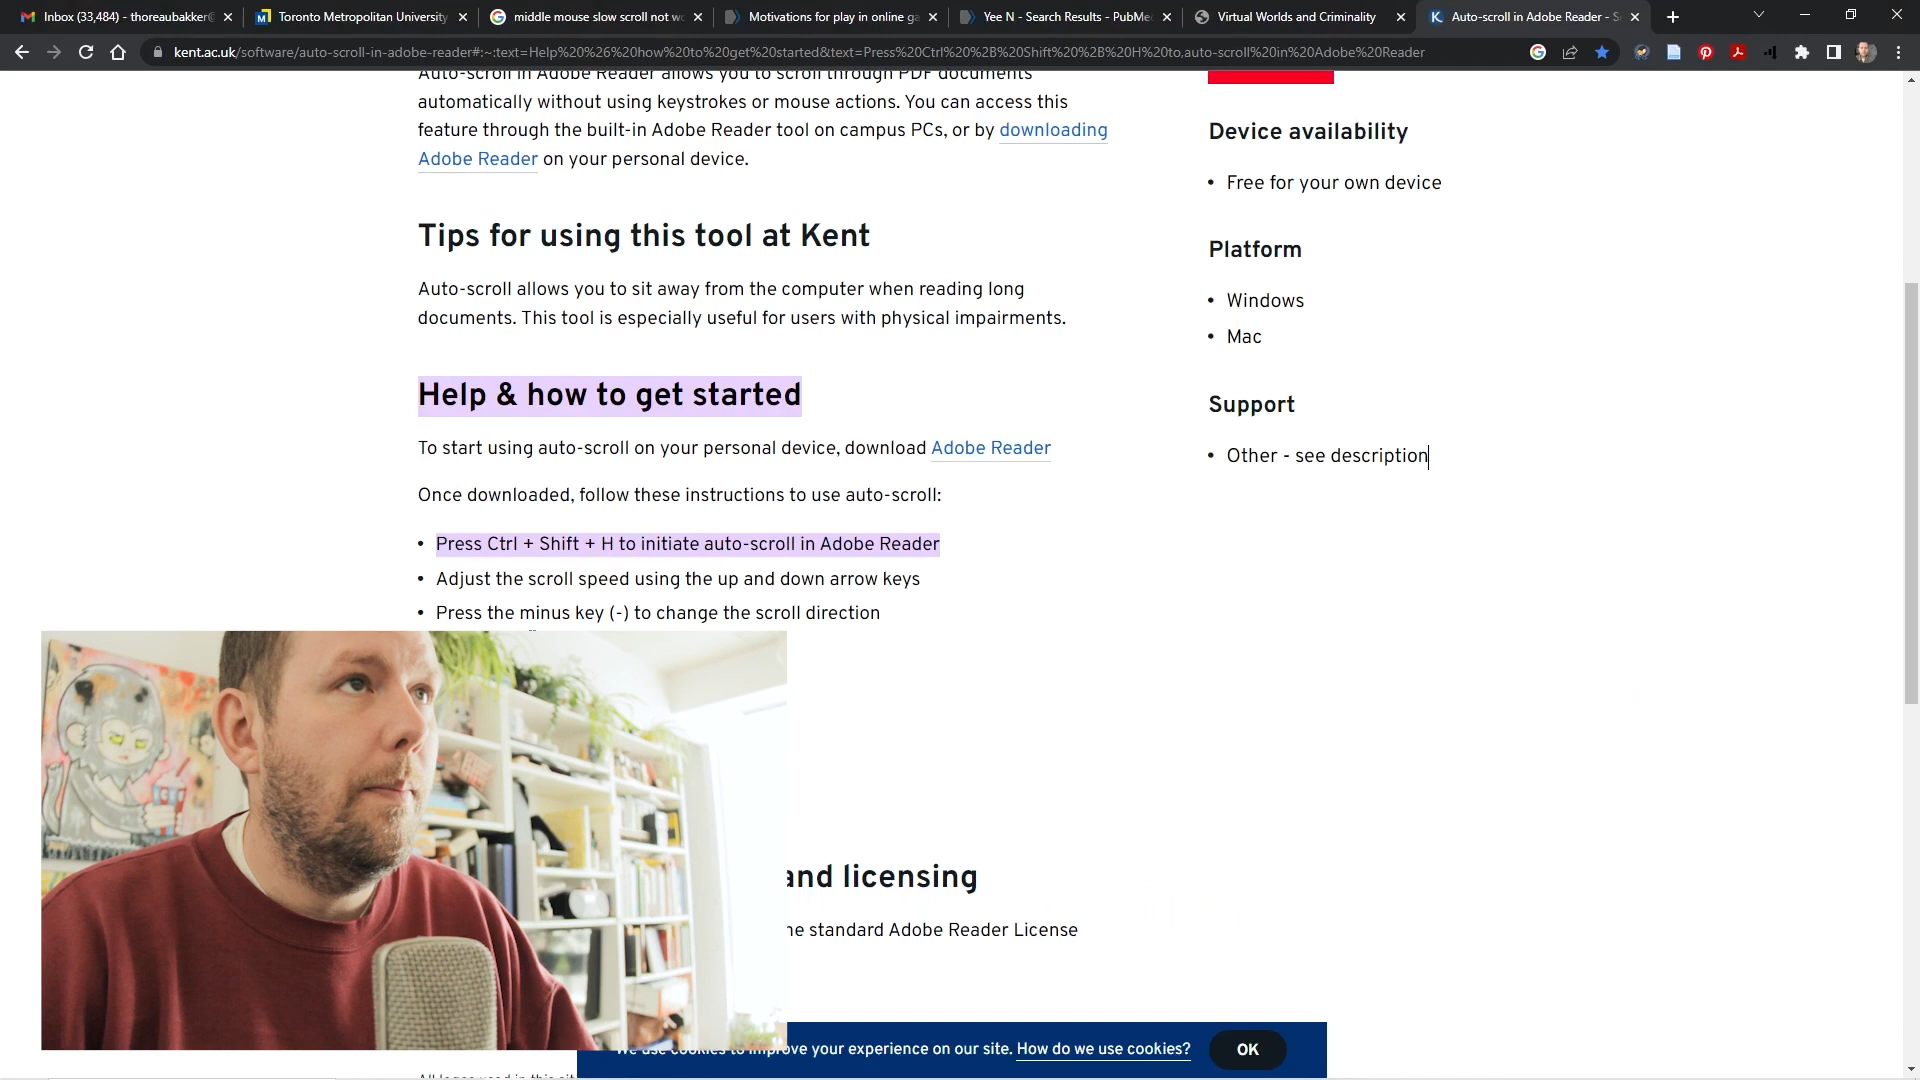 Inbox (33,484) - thoreaubakker@
Toronto Metropolitan University
middle mouse slow scroll not wo
Motivations for play in online ga
Yee N - Search Results - PubMed
Virtual Worlds and Criminality
Auto-scroll in Adobe Reader - S
kent.ac.uk/software/auto-scroll-in-adobe-reader#:~:text=Help%20%26%20how%20to%20get%20started&text=Press%20Ctrl%20%2B%20Shift%20%2B%20H%20to,auto-scroll%20in%20Adobe%20Reader
Auto-scroll in Adobe Reader allows you to scroll through PDF documents
automatically without using keystrokes or mouse actions. You can access this
feature through the built-in Adobe Reader tool on campus PCs, or by downloading
Adobe Reader on your personal device.
Tips for using this tool at Kent
Auto-scroll allows you to sit away from the computer when reading long
documents. This tool is especially useful for users with physical impairments.
Help & how to get started
To start using auto-scroll on your personal device, download Adobe Reader
Once downloaded, follow these instructions to use auto-scroll:
• Press Ctrl + Shift + H to initiate auto-scroll in Adobe Reader
• Adjust the scroll speed using the up and down arrow keys
• Press the minus key (-) to change the scroll direction
and licensing
the standard Adobe Reader License
Device availability
• Free for your own device
Platform
• Windows
• Mac
Support
• Other - see description
We use cookies to improve your experience on our site. How do we use cookies?
OK